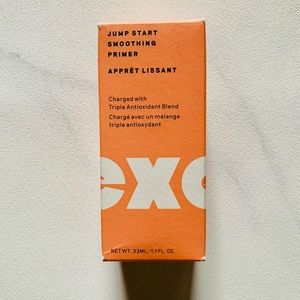 JUMP START
SMOOTHING
PRIMER
APPRÊT LISSANT
Charged with
Triple Antioxidant Blend
Chargé avec un mélange
triple antioxydant
exo
NET WT. 33ML-1.1 FL. OZ.